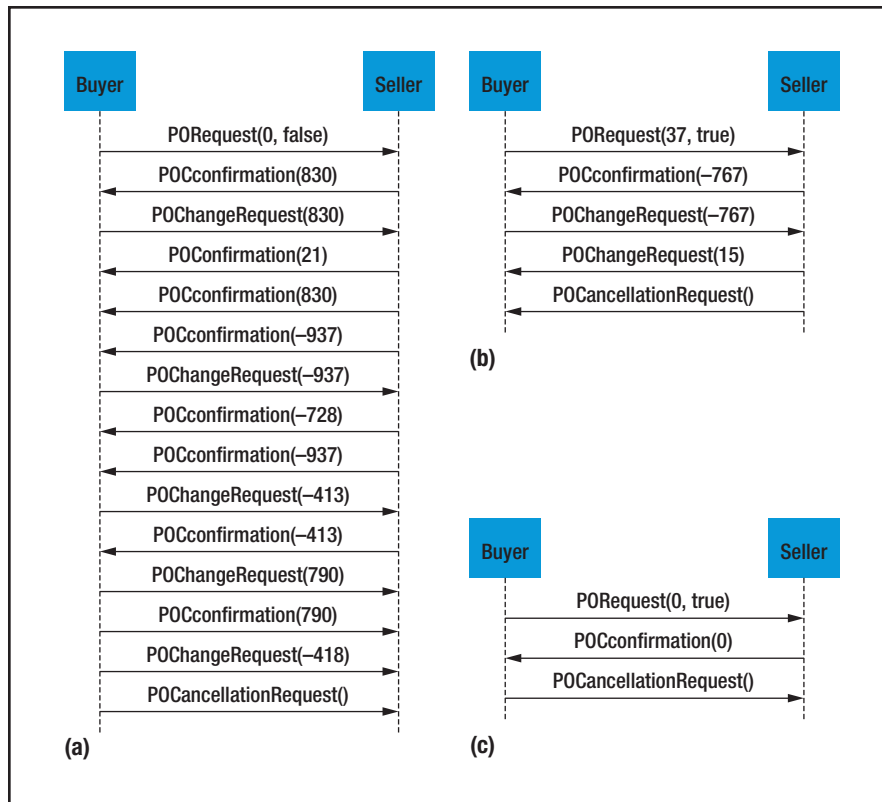 Buyer Seller
PORequest(0, false)
POCconfirmation(830)
POChangeRequest(830)
POConfirmation(21)
POCconfirmation(830)
POCconfirmation(–937)
POChangeRequest(–937)
POCconfirmation(–728)
POCconfirmation(–937)
POChangeRequest(–413)
POCconfirmation(–413)
POChangeRequest(790)
POCconfirmation(790)
POChangeRequest(–418)
POCancellationRequest()
(a)
Buyer Seller
PORequest(37, true)
POCconfirmation(–767)
POChangeRequest(–767)
POChangeRequest(15)
POCancellationRequest()
(b)
Buyer Seller
PORequest(0, true)
POCconfirmation(0)
POCancellationRequest()
(c)